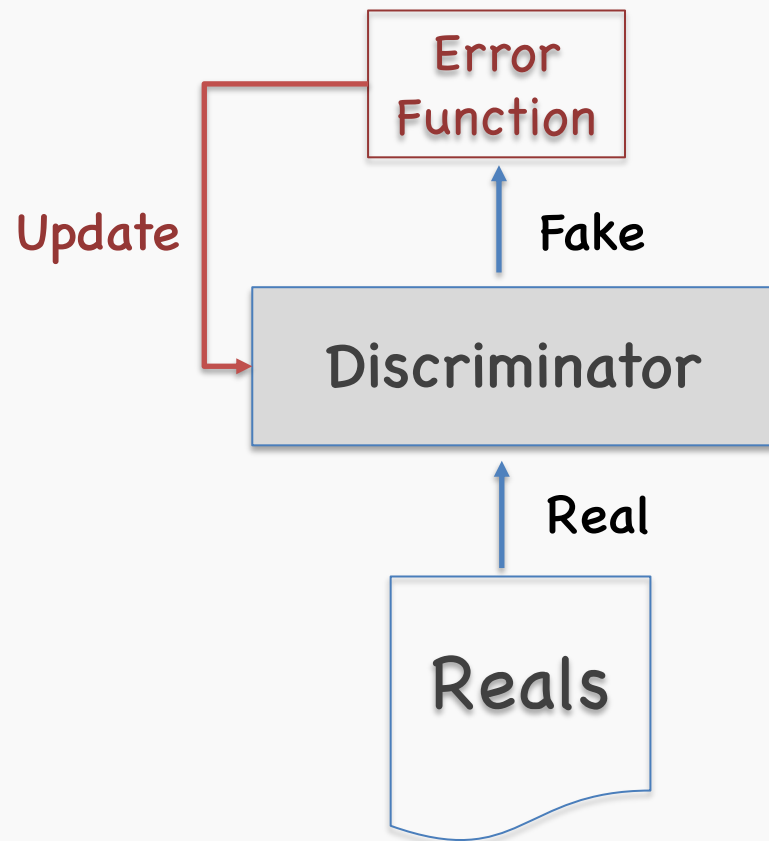 Error
Function
Update
Fake
Discriminator
Real
Reals